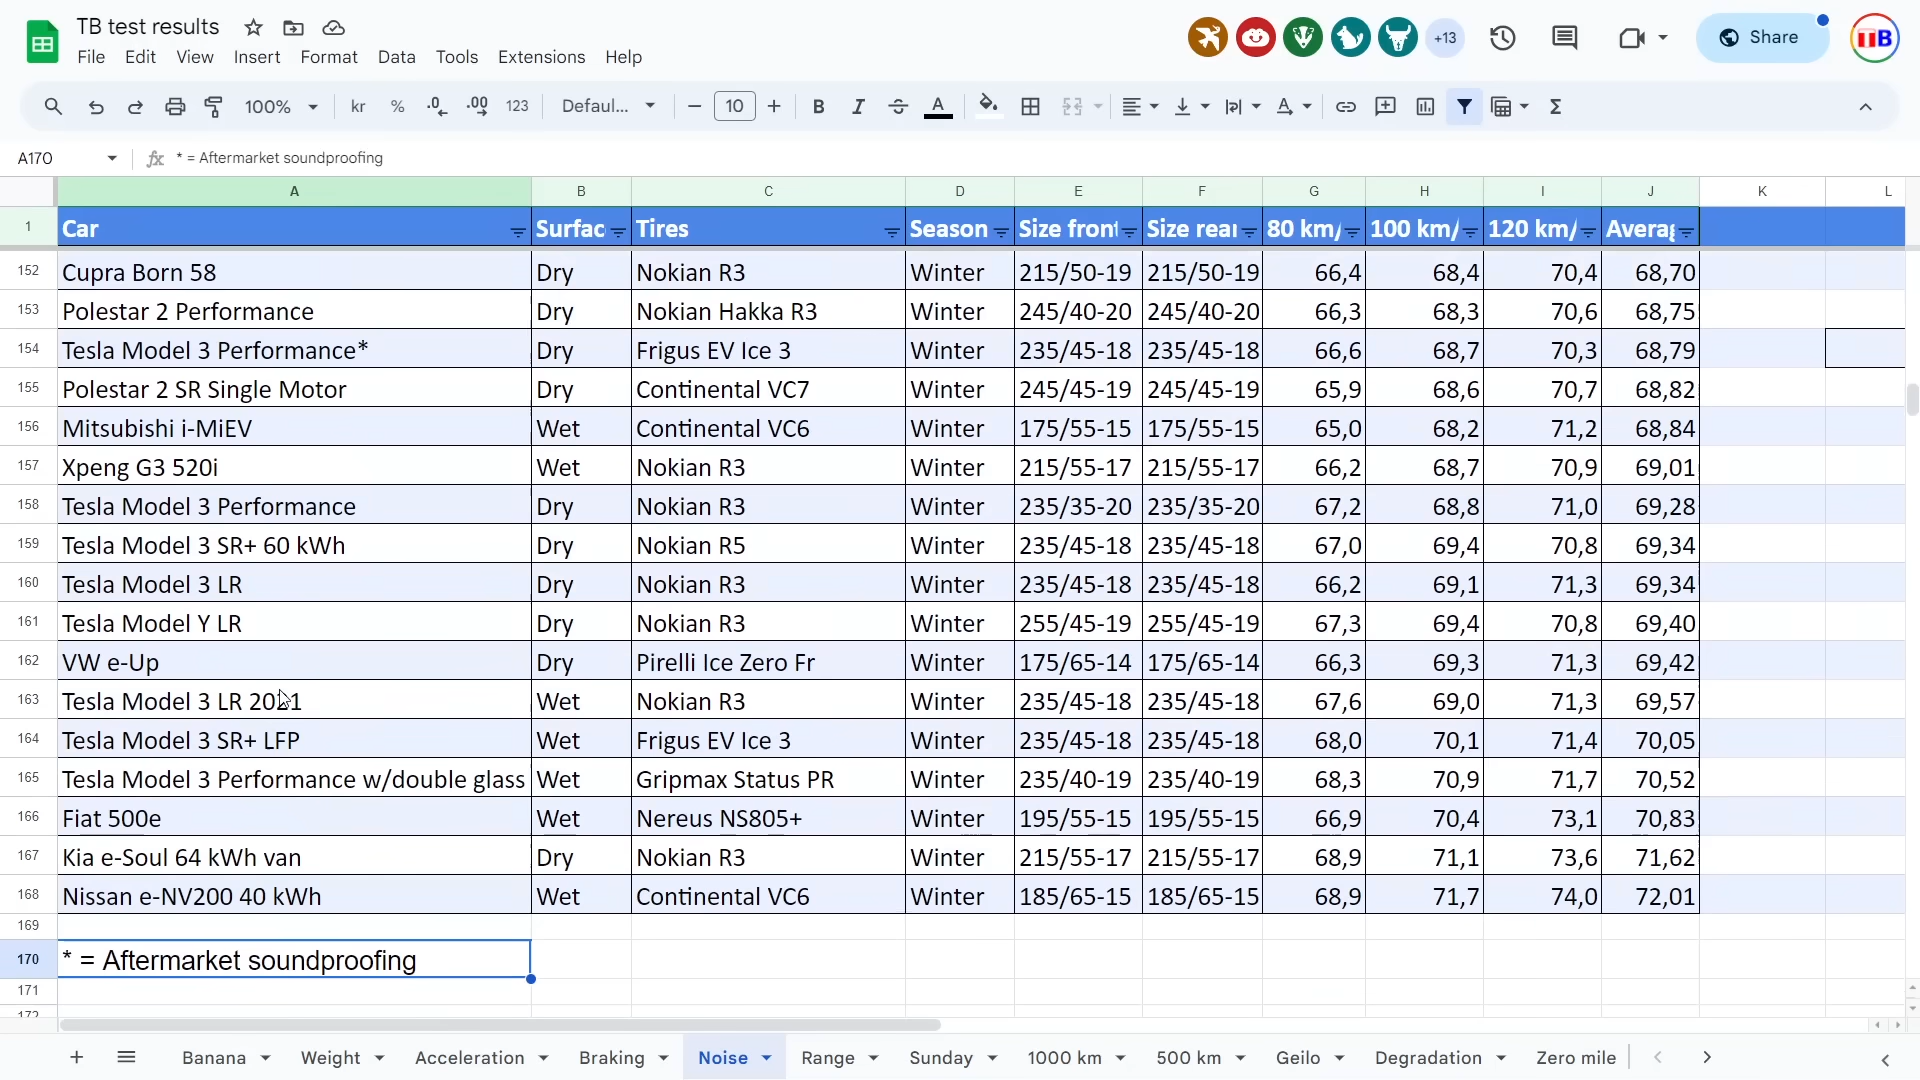 TB test results
File Edit View Insert Format Data Tools Extensions Help
+13
Share
100% kr % .0 .00 123 Defaul... 10 B I S A
A170 fx * = Aftermarket soundproofing
A B C D E F G H I J K L
1 Car Surfac Tires Season Size front Size rear 80 km/ 100 km/ 120 km/ Averag
152 Cupra Born 58 Dry Nokian R3 Winter 215/50-19 215/50-19 66,4 68,4 70,4 68,70
153 Polestar 2 Performance Dry Nokian Hakka R3 Winter 245/40-20 245/40-20 66,3 68,3 70,6 68,75
154 Tesla Model 3 Performance* Dry Frigus EV Ice 3 Winter 235/45-18 235/45-18 66,6 68,7 70,3 68,79
155 Polestar 2 SR Single Motor Dry Continental VC7 Winter 245/45-19 245/45-19 65,9 68,6 70,7 68,82
156 Mitsubishi i-MiEV Wet Continental VC6 Winter 175/55-15 175/55-15 65,0 68,2 71,2 68,84
157 Xpeng G3 520i Wet Nokian R3 Winter 215/55-17 215/55-17 66,2 68,7 70,9 69,01
158 Tesla Model 3 Performance Dry Nokian R3 Winter 235/35-20 235/35-20 67,2 68,8 71,0 69,28
159 Tesla Model 3 SR+ 60 kWh Dry Nokian R5 Winter 235/45-18 235/45-18 67,0 69,4 70,8 69,34
160 Tesla Model 3 LR Dry Nokian R3 Winter 235/45-18 235/45-18 66,2 69,1 71,3 69,34
161 Tesla Model Y LR Dry Nokian R3 Winter 255/45-19 255/45-19 67,3 69,4 70,8 69,40
162 VW e-Up Dry Pirelli Ice Zero Fr Winter 175/65-14 175/65-14 66,3 69,3 71,3 69,42
163 Tesla Model 3 LR 2021 Wet Nokian R3 Winter 235/45-18 235/45-18 67,6 69,0 71,3 69,57
164 Tesla Model 3 SR+ LFP Wet Frigus EV Ice 3 Winter 235/45-18 235/45-18 68,0 70,1 71,4 70,05
165 Tesla Model 3 Performance w/double glass Wet Gripmax Status PR Winter 235/40-19 235/40-19 68,3 70,9 71,7 70,52
166 Fiat 500e Wet Nereus NS805+ Winter 195/55-15 195/55-15 66,9 70,4 73,1 70,83
167 Kia e-Soul 64 kWh van Dry Nokian R3 Winter 215/55-17 215/55-17 68,9 71,1 73,6 71,62
168 Nissan e-NV200 40 kWh Wet Continental VC6 Winter 185/65-15 185/65-15 68,9 71,7 74,0 72,01
169
170 * = Aftermarket soundproofing
171
172
Banana Weight Acceleration Braking Noise Range Sunday 1000 km 500 km Geilo Degradation Zero mile